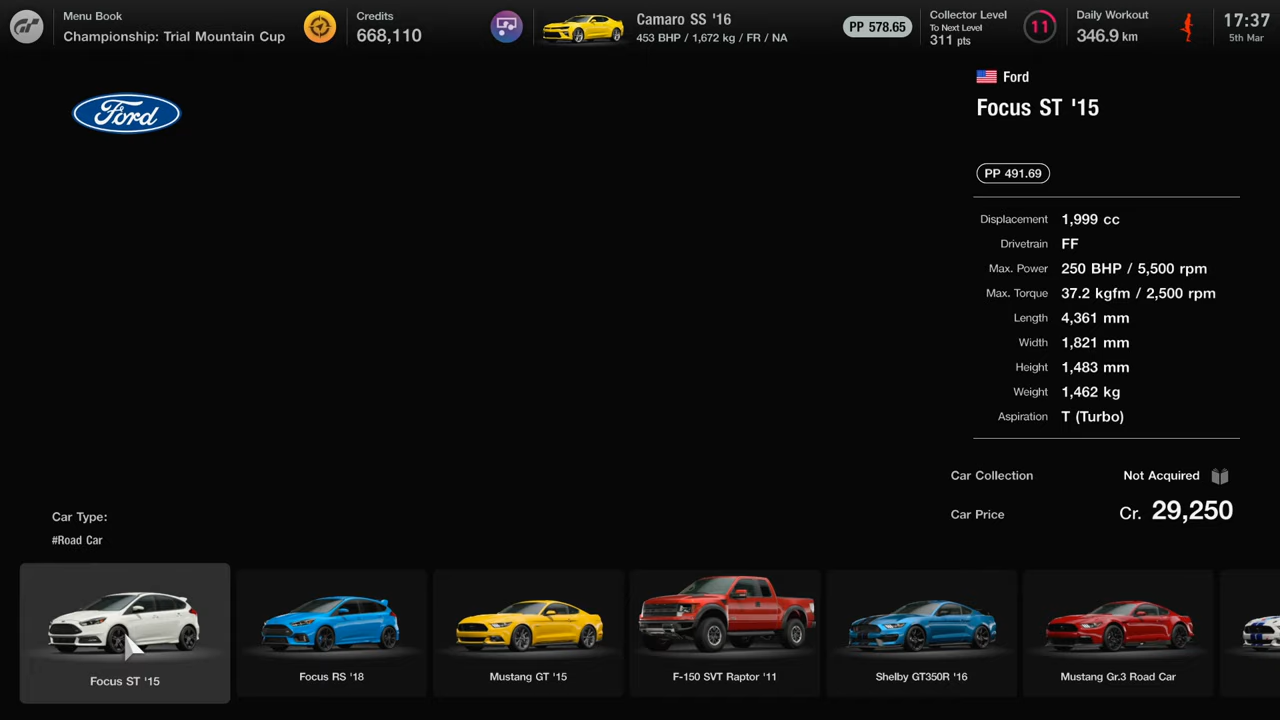 Menu Book
Championship: Trial Mountain Cup
Credits
668,110
Camaro SS '16
453 BHP / 1,672 kg / FR / NA
PP 578.65
Collector Level
To Next Level
311 pts
11
Daily Workout
346.9 km
17:37
5th Mar
Ford
Ford
Focus ST '15
PP 491.69
Displacement 1,999 cc
Drivetrain FF
Max. Power 250 BHP / 5,500 rpm
Max. Torque 37.2 kgfm / 2,500 rpm
Length 4,361 mm
Width 1,821 mm
Height 1,483 mm
Weight 1,462 kg
Aspiration T (Turbo)
Car Collection Not Acquired
Car Price Cr. 29,250
Car Type:
#Road Car
Focus ST '15
Focus RS '18
Mustang GT '15
F-150 SVT Raptor '11
Shelby GT350R '16
Mustang Gr.3 Road Car